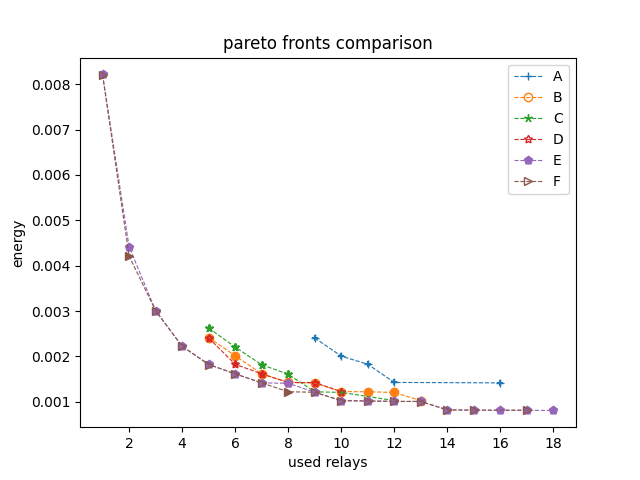 pareto fronts comparison
A
B
C
D
E
F
0.008
0.007
0.006
0.005
0.004
0.003
0.002
0.001
energy
2 4 6 8 10 12 14 16 18
used relays